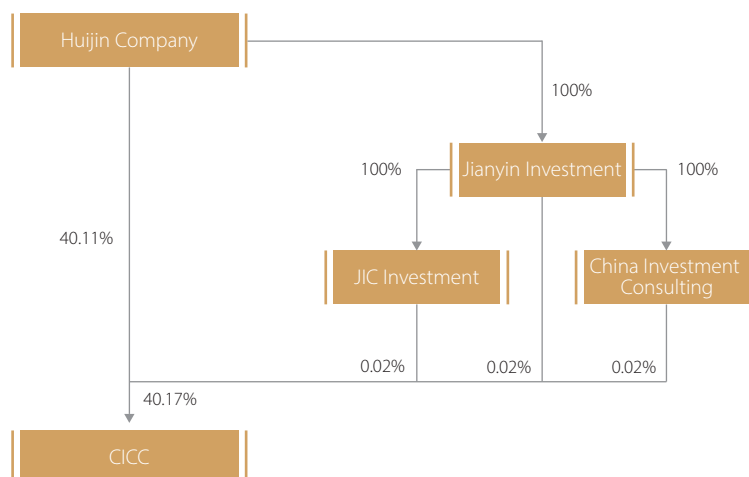 Huijin Company
100%
Jianyin Investment
100%
100%
40.11%
JIC Investment
China Investment
Consulting
0.02%
0.02%
0.02%
40.17%
CICC